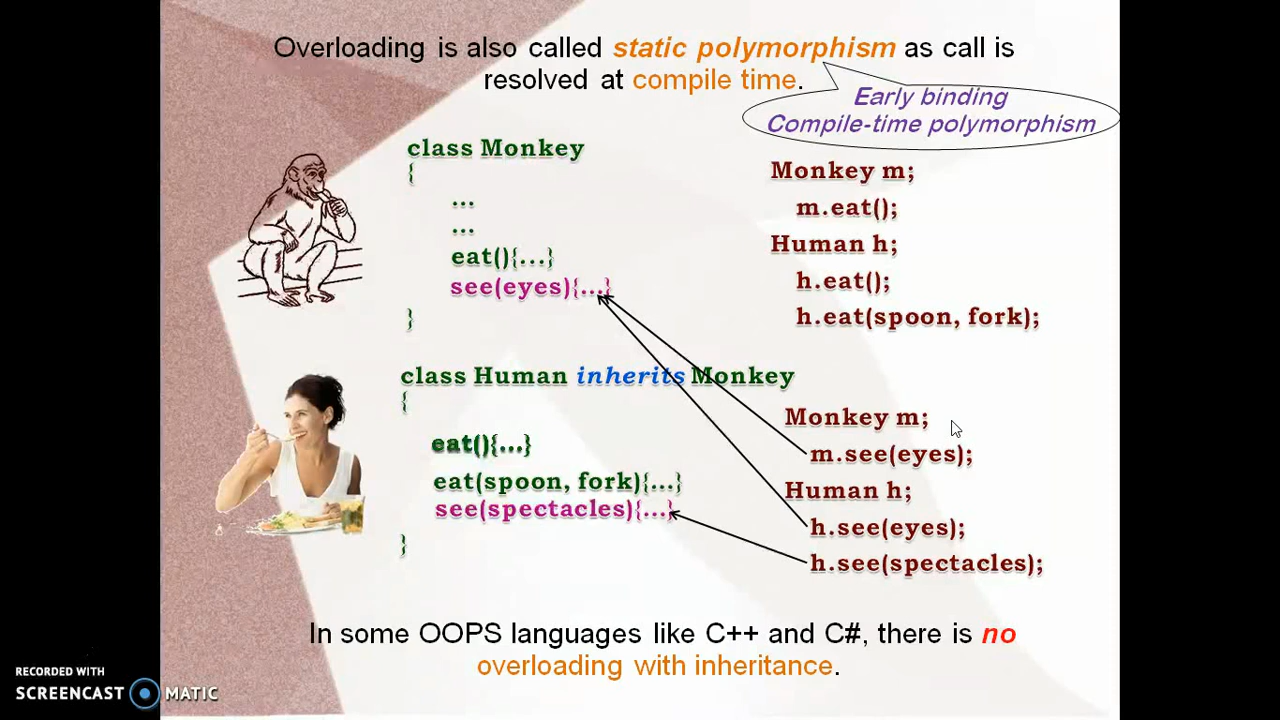 Overloading is also called static polymorphism as call is
resolved at compile time.
Early binding
Compile-time polymorphism
class Monkey
{
...
...
eat(){...}
see(eyes){...}
}
Monkey m;
m.eat();
Human h;
h.eat();
h.eat(spoon, fork);
class Human inherits Monkey
{
eat(){...}
eat(spoon, fork){...}
see(spectacles){...}
}
Monkey m;
m.see(eyes);
Human h;
h.see(eyes);
h.see(spectacles);
In some OOPS languages like C++ and C#, there is no
overloading with inheritance.
RECORDED WITH
SCREENCAST MATIC